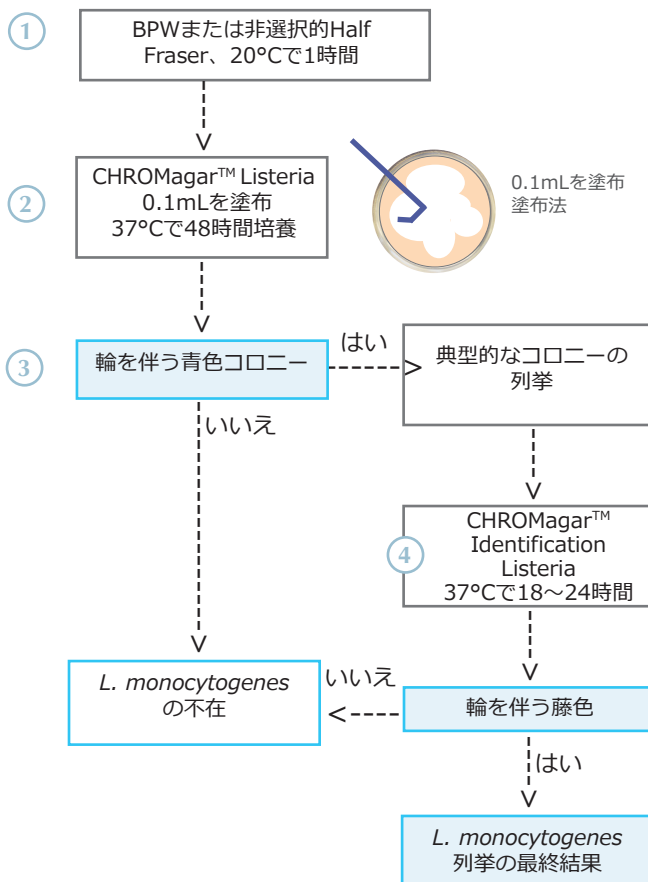 1
BPWまたは非選択的Half
Fraser、20°Cで1時間
2
CHROMagar™ Listeria
0.1mLを塗布
37°Cで48時間培養
0.1mLを塗布
塗布法
3
輪を伴う青色コロニー
はい
典型的なコロニーの
列挙
いいえ
4
CHROMagar™
Identification
Listeria
37°Cで18～24時間
L. monocytogenes
の不在
いいえ
輪を伴う藤色
はい
L. monocytogenes
列挙の最終結果